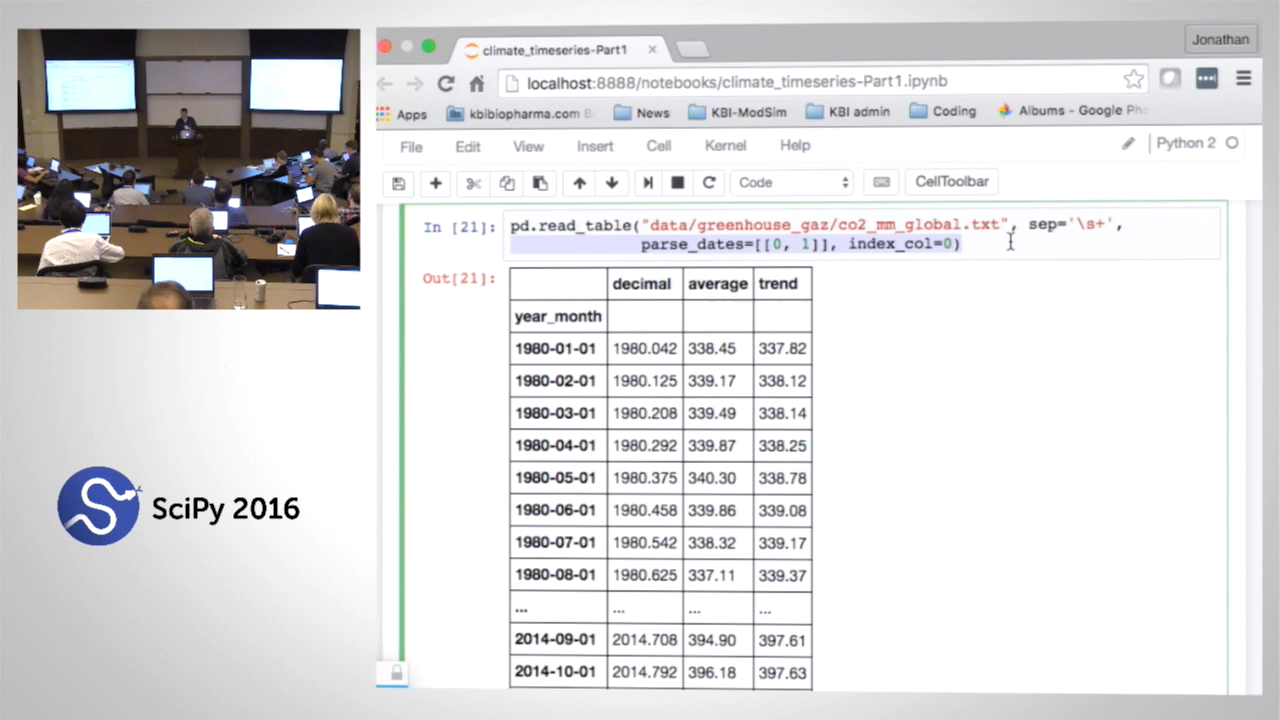 Jonathan
climate_timeseries-Part1
localhost:8888/notebooks/climate_timeseries-Part1.ipynb
Apps kbibiopharma.com News KBI-ModSim KBI admin Coding Albums - Google
File Edit View Insert Cell Kernel Help Python 2
Code CellToolbar
In [21]: pd.read_table("data/greenhouse_gaz/co2_mm_global.txt", sep='\s+',
parse_dates=[[0, 1]], index_col=0)
Out[21]:
decimal average trend
year_month
1980-01-01 1980.042 338.45 337.82
1980-02-01 1980.125 339.17 338.12
1980-03-01 1980.208 339.49 338.14
1980-04-01 1980.292 339.87 338.25
1980-05-01 1980.375 340.30 338.78
1980-06-01 1980.458 339.86 339.08
1980-07-01 1980.542 338.32 339.17
1980-08-01 1980.625 337.11 339.37
... ... ... ...
2014-09-01 2014.708 394.90 397.61
2014-10-01 2014.792 396.18 397.63
SciPy 2016